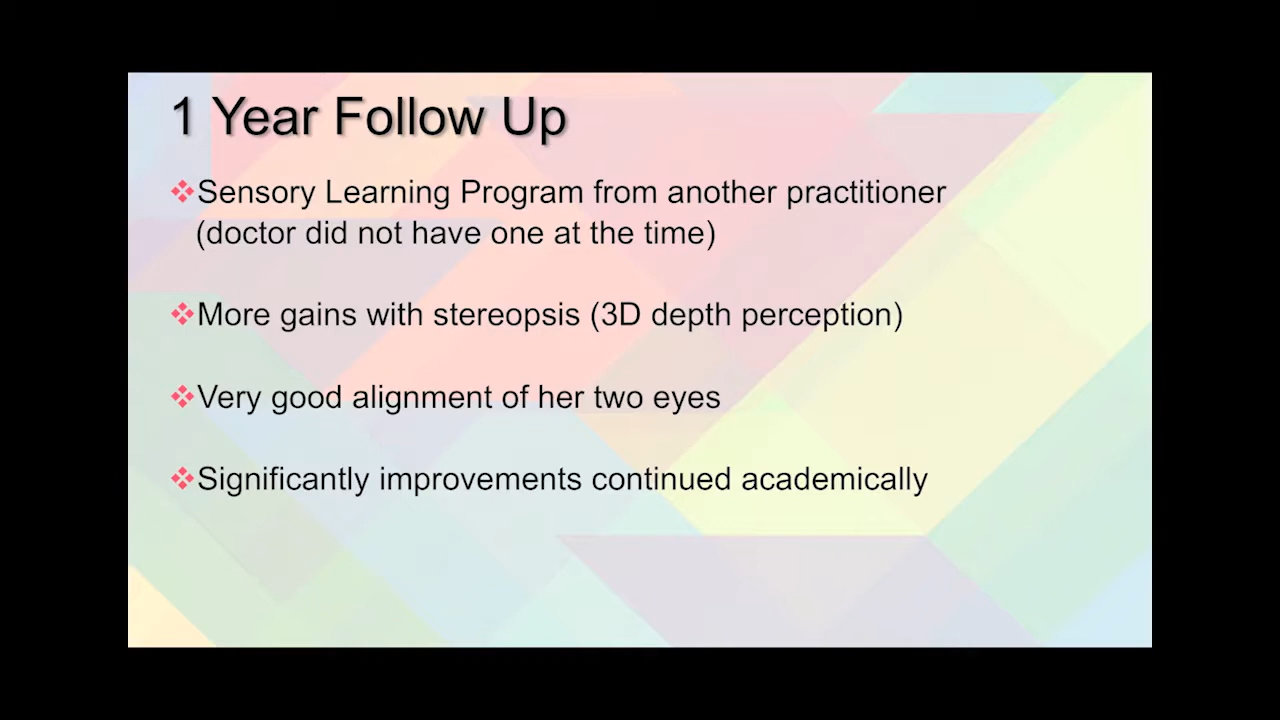 1 Year Follow Up
❖Sensory Learning Program from another practitioner
(doctor did not have one at the time)
❖More gains with stereopsis (3D depth perception)
❖Very good alignment of her two eyes
❖Significantly improvements continued academically